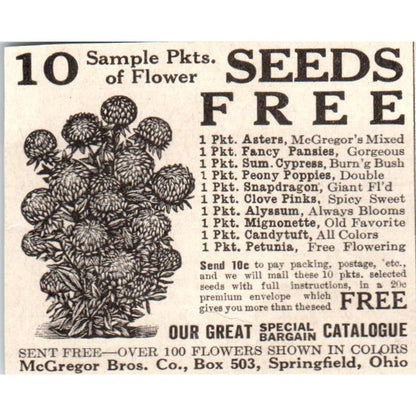 10 Sample Pkts. of Flower SEEDS
FREE
1 Pkt. Asters, McGregor's Mixed
1 Pkt. Fancy Pansies, Gorgeous
1 Pkt. Sum. Cypress, Burn'g Bush
1 Pkt. Peony Poppies, Double
1 Pkt. Snapdragon, Giant Fl'd
1 Pkt. Clove Pinks, Spicy Sweet
1 Pkt. Alyssum, Always Blooms
1 Pkt. Mignonette, Old Favorite
1 Pkt. Candytuft, All Colors
1 Pkt. Petunia, Free Flowering
Send 10c to pay packing, postage, etc.,
and we will mail these 10 pkts. selected
seeds with full instructions, in a 20c
premium envelope which
gives you more than the seed FREE
OUR GREAT SPECIAL BARGAIN CATALOGUE
SENT FREE—OVER 100 FLOWERS SHOWN IN COLORS
McGregor Bros. Co., Box 503, Springfield, Ohio